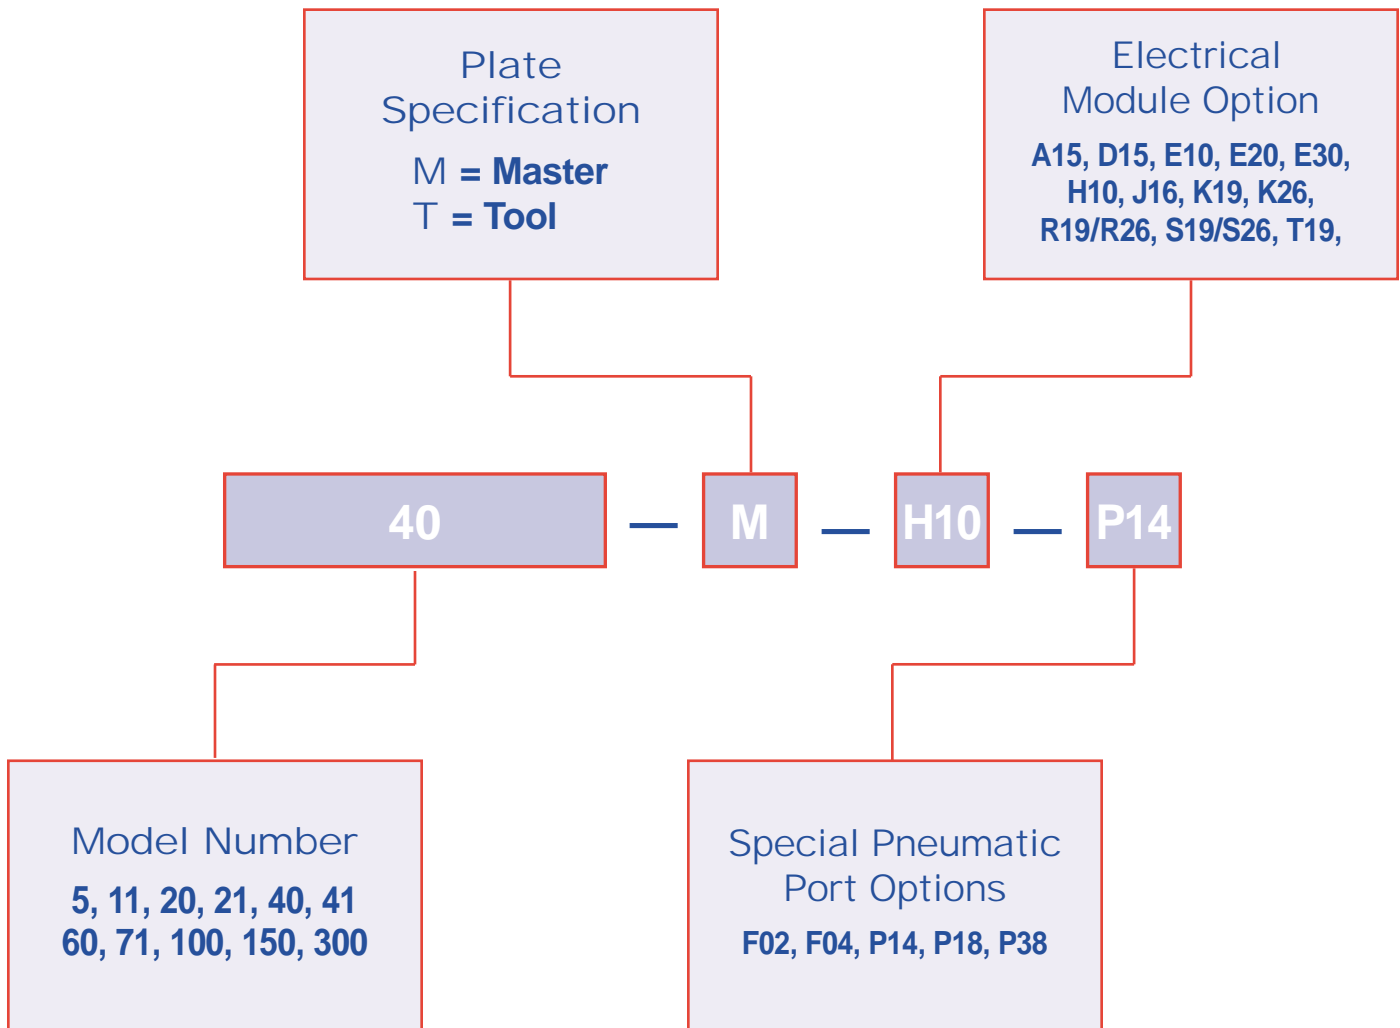 Plate
Specification
M = Master
T = Tool
Electrical
Module Option
A15, D15, E10, E20, E30,
H10, J16, K19, K26,
R19/R26, S19/S26, T19,
40 — M — H10 — P14
Model Number
5, 11, 20, 21, 40, 41
60, 71, 100, 150, 300
Special Pneumatic
Port Options
F02, F04, P14, P18, P38